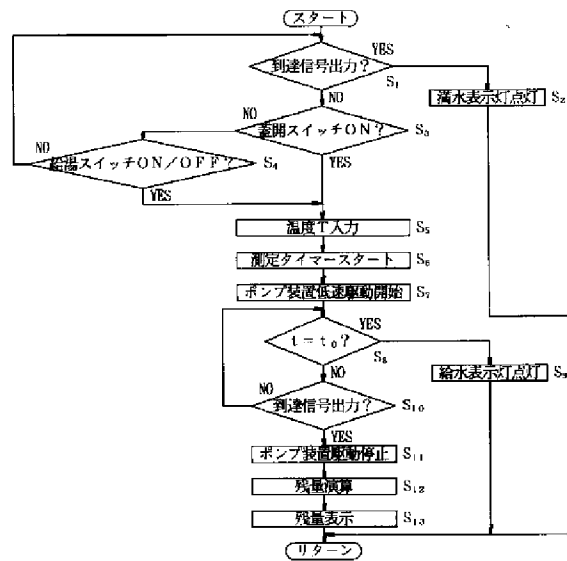 スタート
YES
到達信号出力?
S₁
NO
満水表示灯点灯
S₂
NO
蓋開スイッチON?
S₃
NO
YES
給湯スイッチON/OFF?
S₄
YES
温度T入力
S₅
測定タイマースタート
S₆
ポンプ装置低速駆動開始
S₇
YES
t=t₀?
S₈
NO
給水表示灯点灯
S₉
NO
到達信号出力?
S₁₀
YES
ポンプ装置駆動停止
S₁₁
残量演算
S₁₂
残量表示
S₁₃
リターン